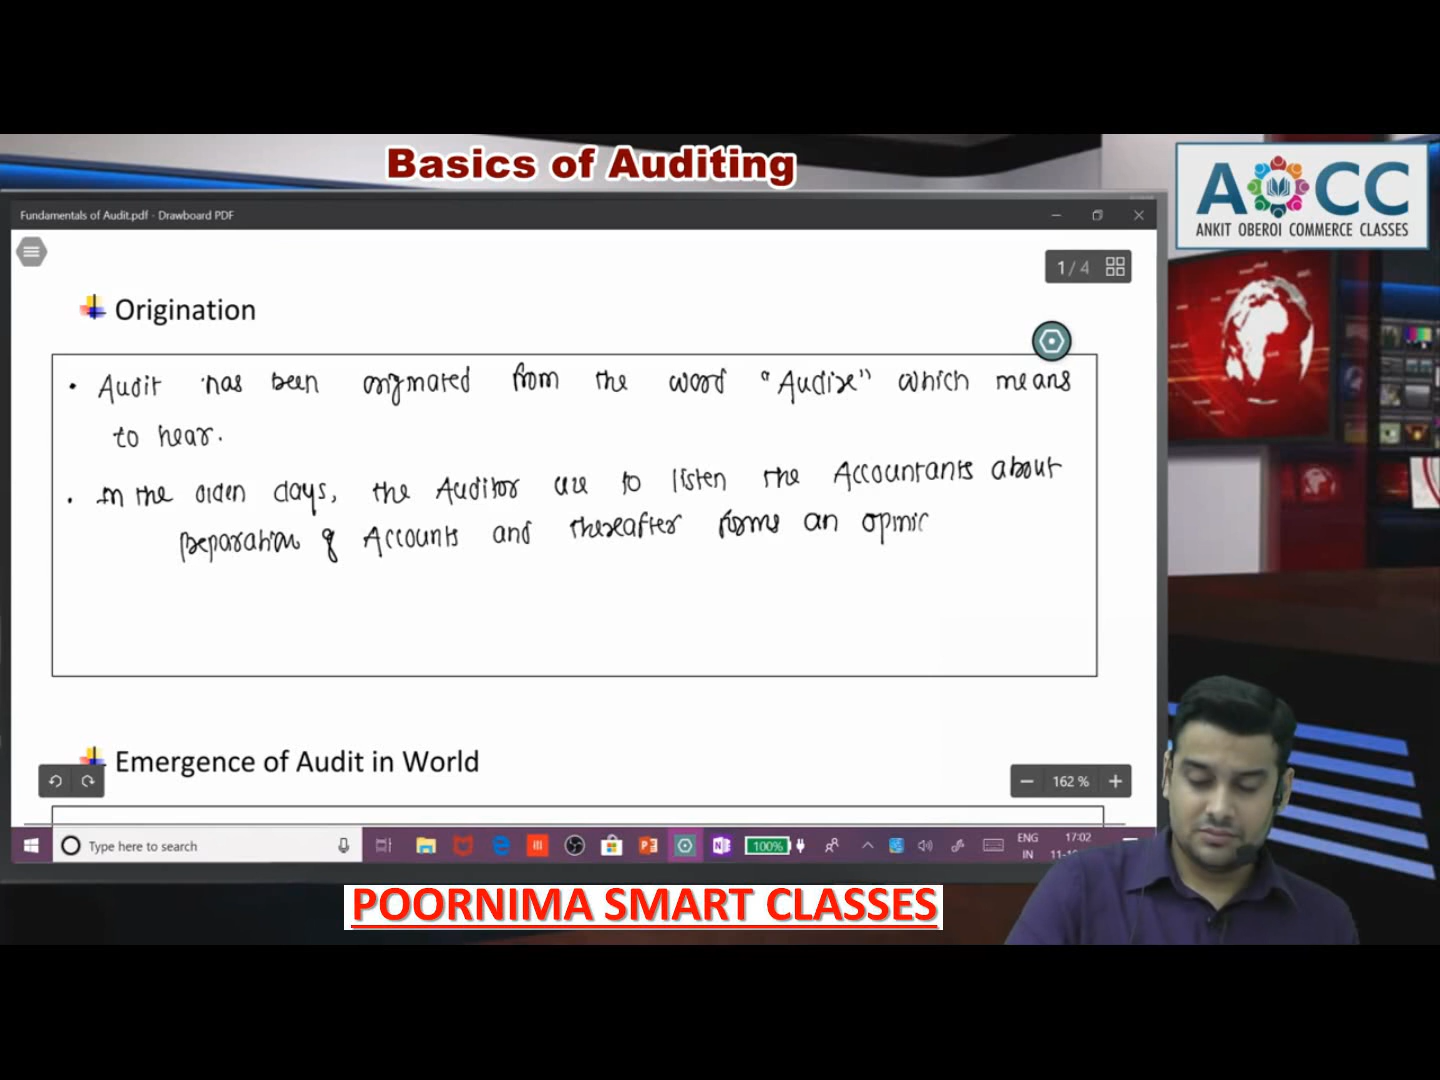 Basics of Auditing
AOCC
ANKIT OBEROI COMMERCE CLASSES
Fundamentals of Audit.pdf - Drawboard PDF
1 / 4
Origination
• Audit has been originated from the word "Audire" which means
to hear.
• In the olden days, the Auditor use to listen the Accountants about
preparation of Accounts and thereafter forms an opinio
Emergence of Audit in World
162 %
Type here to search
100%
ENG
17:02
IN
11-1
POORNIMA SMART CLASSES